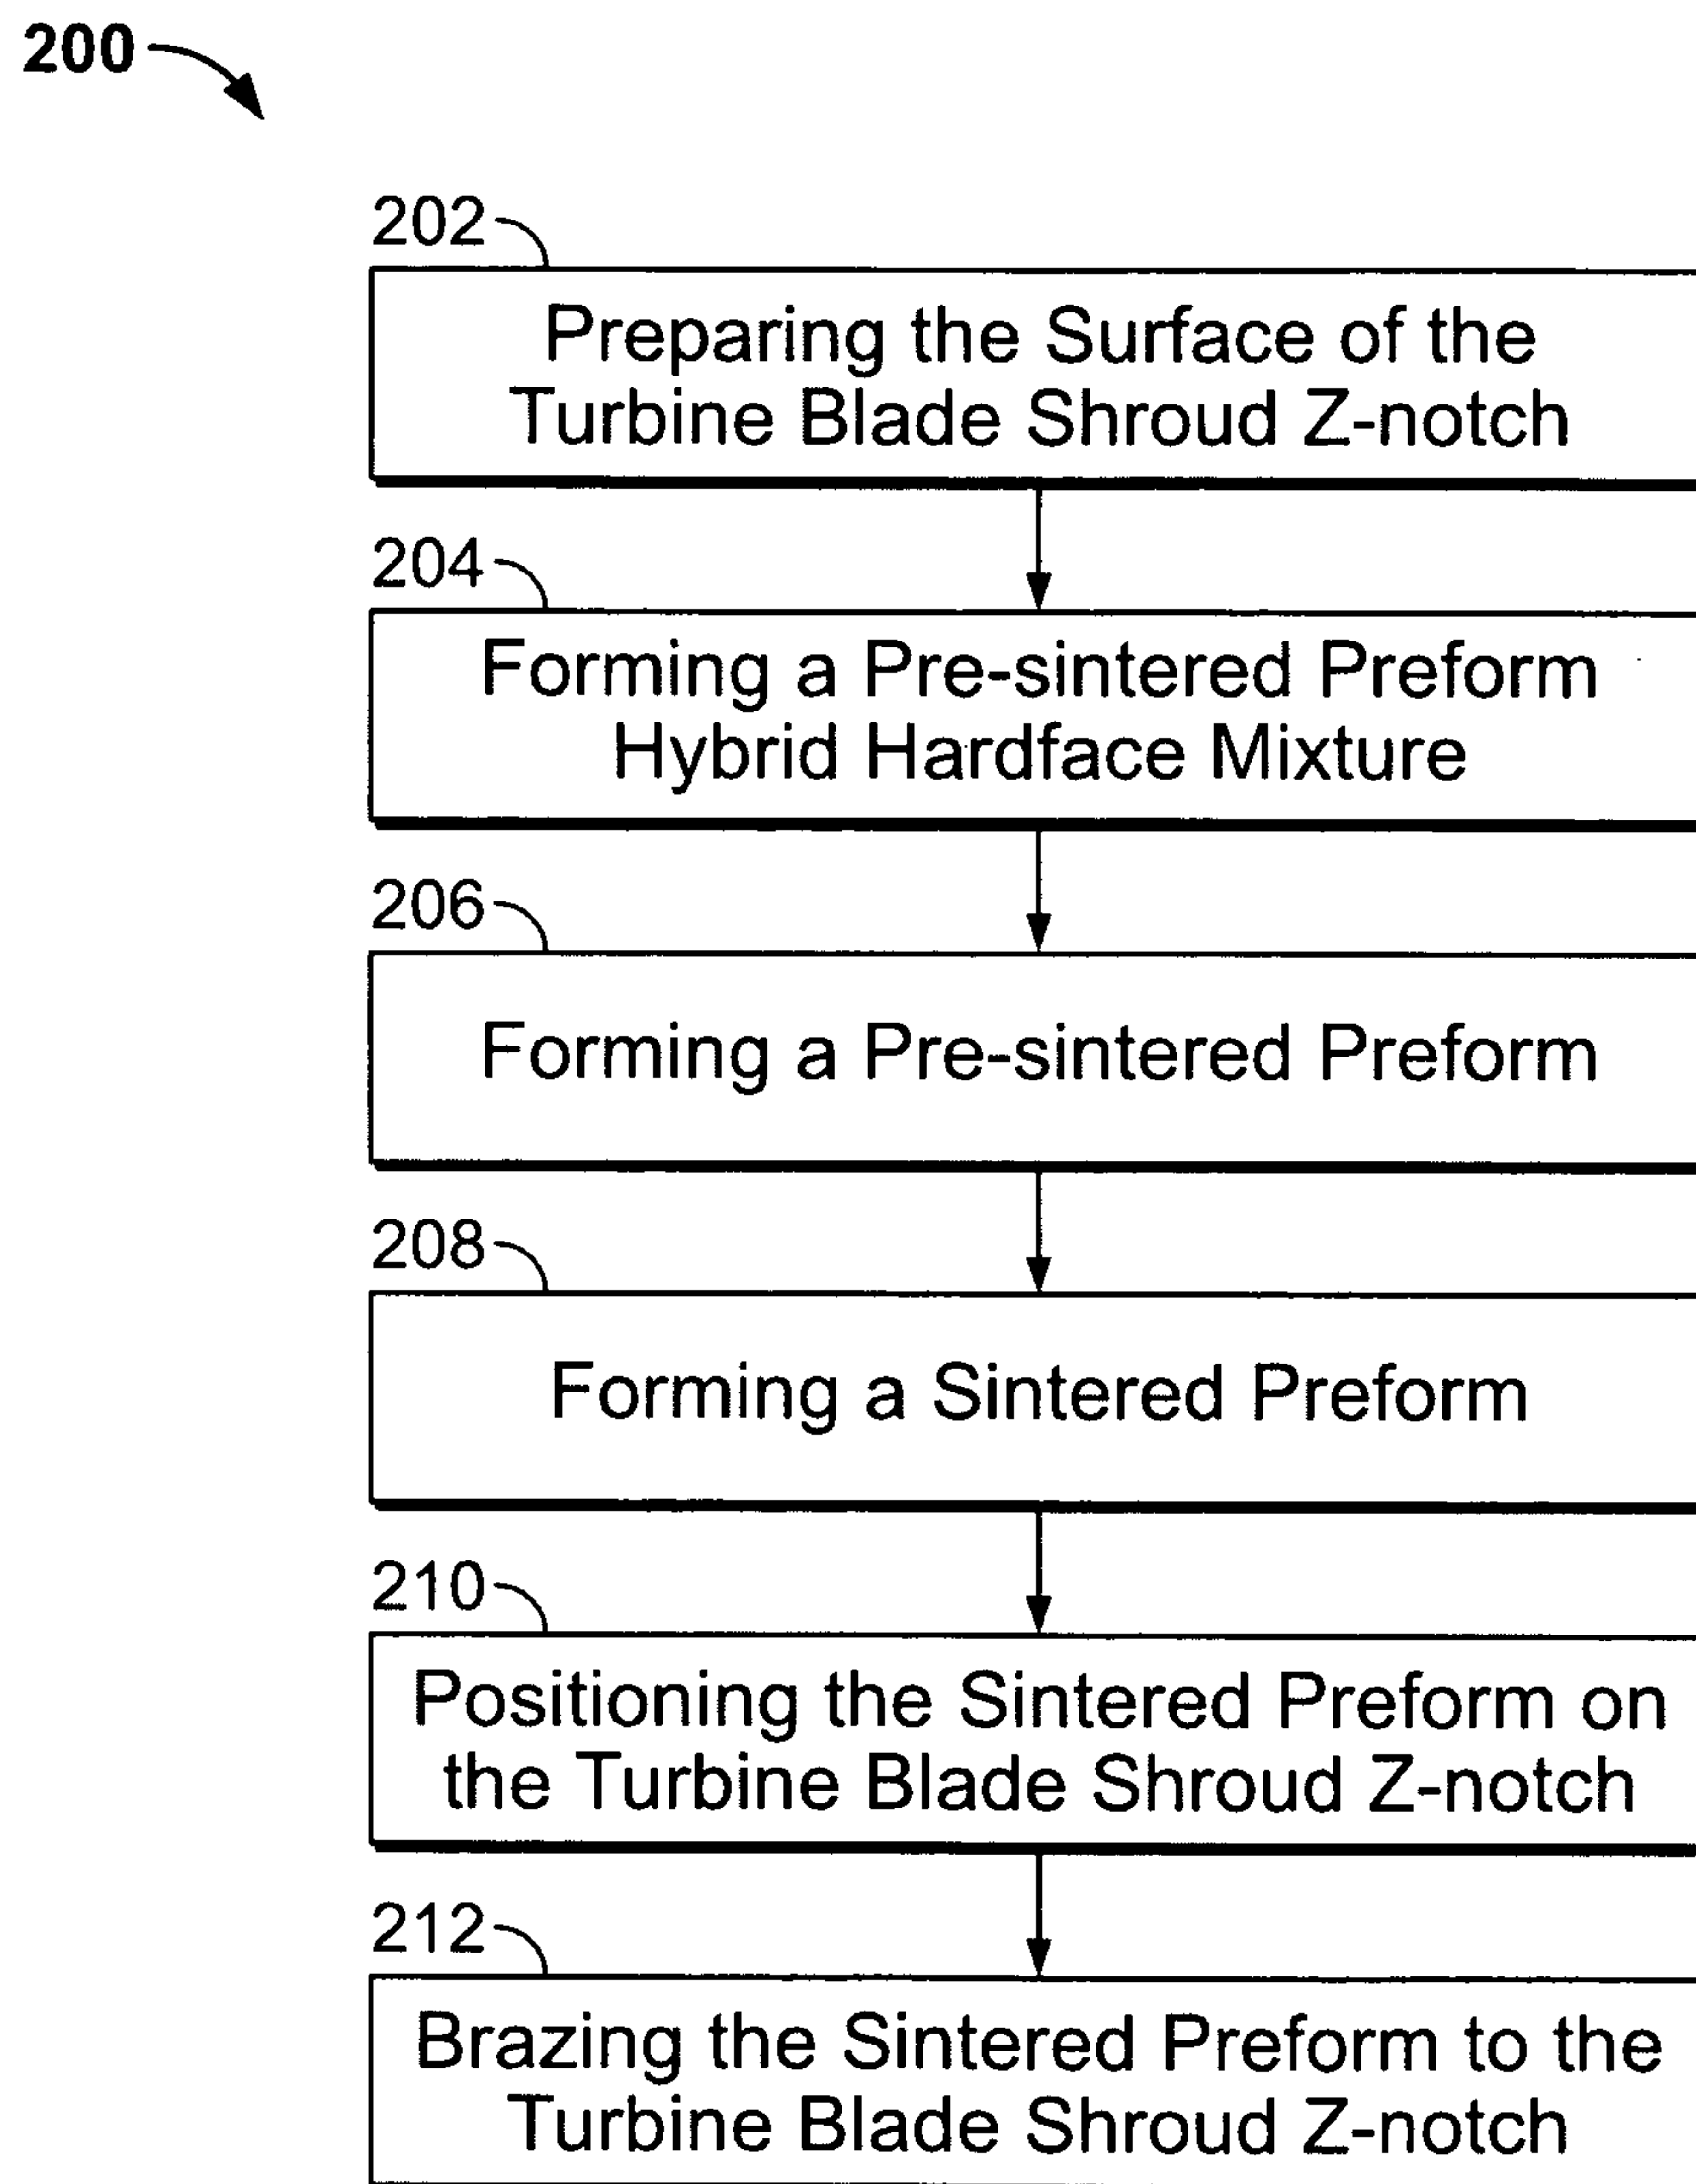 200
202
Preparing the Surface of the
Turbine Blade Shroud Z-notch
204
Forming a Pre-sintered Preform
Hybrid Hardface Mixture
206
Forming a Pre-sintered Preform
208
Forming a Sintered Preform
210
Positioning the Sintered Preform on
the Turbine Blade Shroud Z-notch
212
Brazing the Sintered Preform to the
Turbine Blade Shroud Z-notch